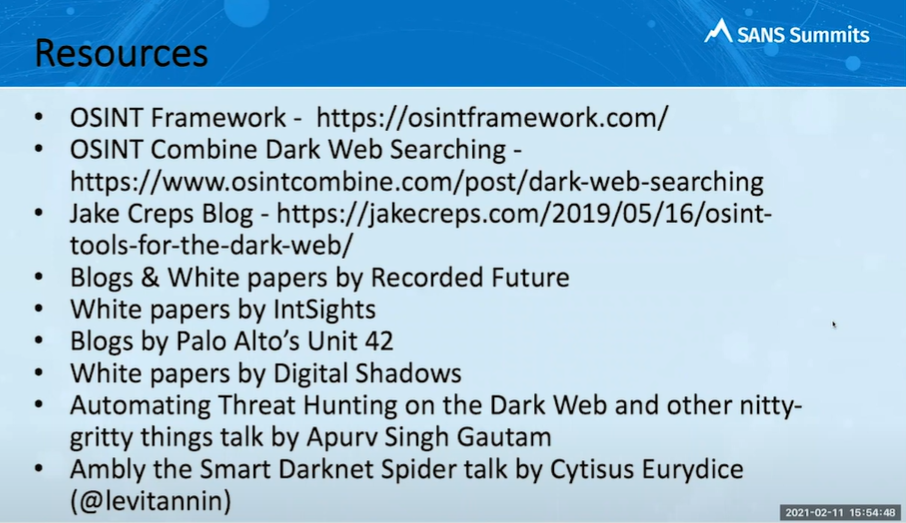 Resources
SANS Summits
• OSINT Framework -  https://osintframework.com/
• OSINT Combine Dark Web Searching -
https://www.osintcombine.com/post/dark-web-searching
• Jake Creps Blog - https://jakecreps.com/2019/05/16/osint-
tools-for-the-dark-web/
• Blogs & White papers by Recorded Future
• White papers by IntSights
• Blogs by Palo Alto's Unit 42
• White papers by Digital Shadows
• Automating Threat Hunting on the Dark Web and other nitty-
gritty things talk by Apurv Singh Gautam
• Ambly the Smart Darknet Spider talk by Cytisus Eurydice
(@levitannin)
2021-02-11 15:54:48